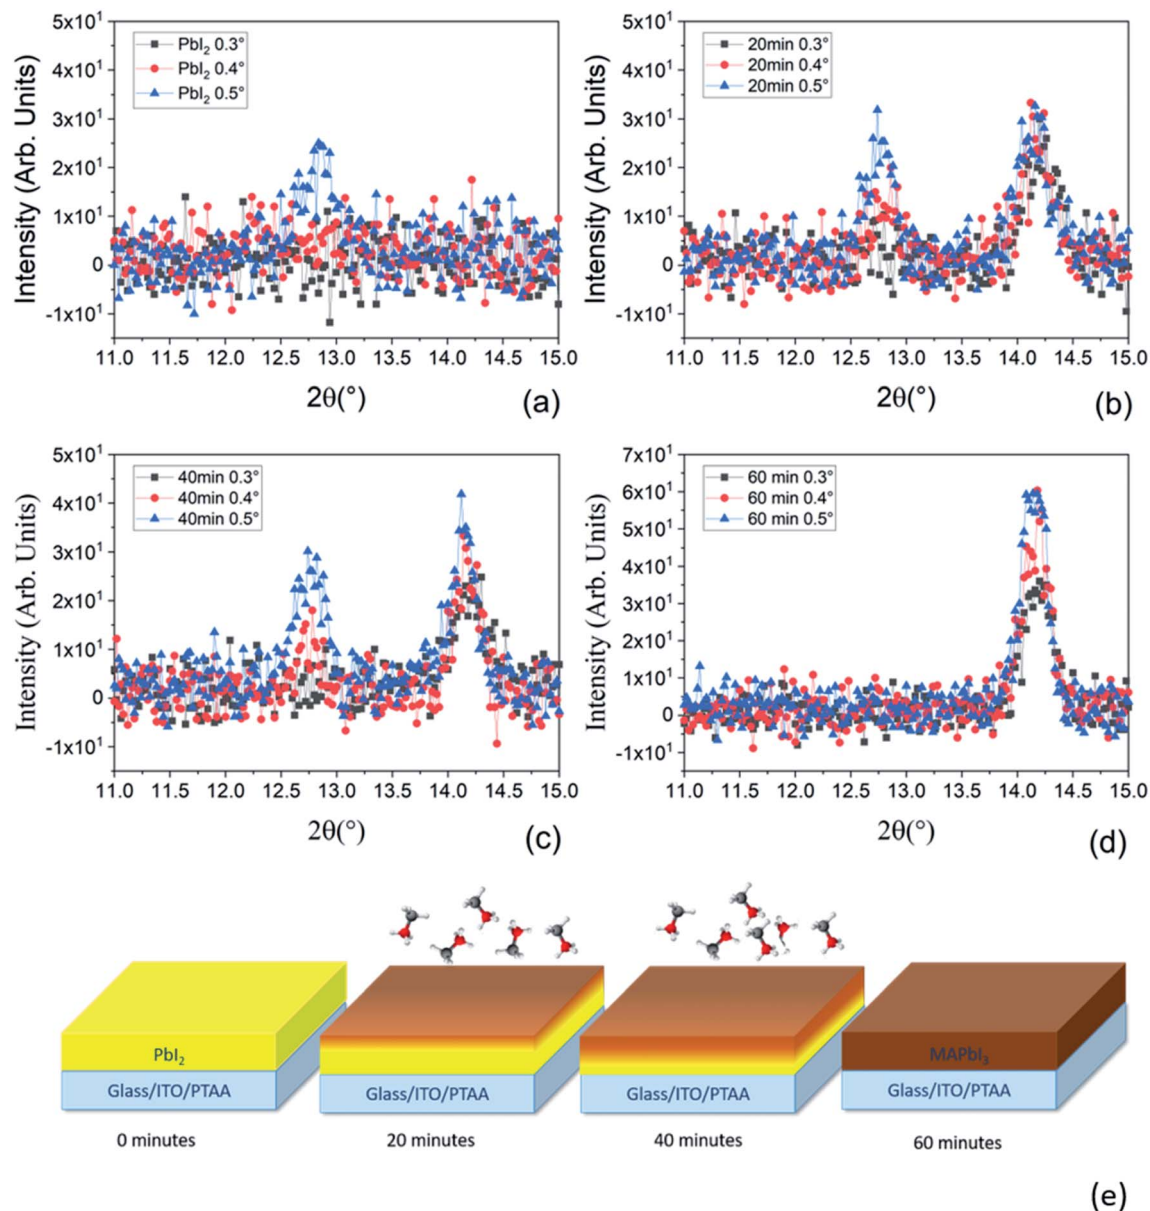 5x10¹
4x10¹
3x10¹
2x10¹
1x10¹
0
-1x10¹
Intensity (Arb. Units)
PbI₂ 0.3°
PbI₂ 0.4°
PbI₂ 0.5°
11.0 11.5 12.0 12.5 13.0 13.5 14.0 14.5 15.0
2θ(°)
(a)
5x10¹
4x10¹
3x10¹
2x10¹
1x10¹
0
-1x10¹
Intensity (Arb. Units)
20min 0.3°
20min 0.4°
20min 0.5°
11.0 11.5 12.0 12.5 13.0 13.5 14.0 14.5 15.0
2θ(°)
(b)
5x10¹
4x10¹
3x10¹
2x10¹
1x10¹
0
-1x10¹
Intensity (Arb. Units)
40min 0.3°
40min 0.4°
40min 0.5°
11.0 11.5 12.0 12.5 13.0 13.5 14.0 14.5 15.0
2θ(°)
(c)
7x10¹
6x10¹
5x10¹
4x10¹
3x10¹
2x10¹
1x10¹
0
-1x10¹
Intensity (Arb. Units)
60 min 0.3°
60 min 0.4°
60 min 0.5°
11.0 11.5 12.0 12.5 13.0 13.5 14.0 14.5 15.0
2θ(°)
(d)
PbI₂
MAPbI₃
Glass/ITO/PTAA
Glass/ITO/PTAA
Glass/ITO/PTAA
Glass/ITO/PTAA
0 minutes
20 minutes
40 minutes
60 minutes
(e)